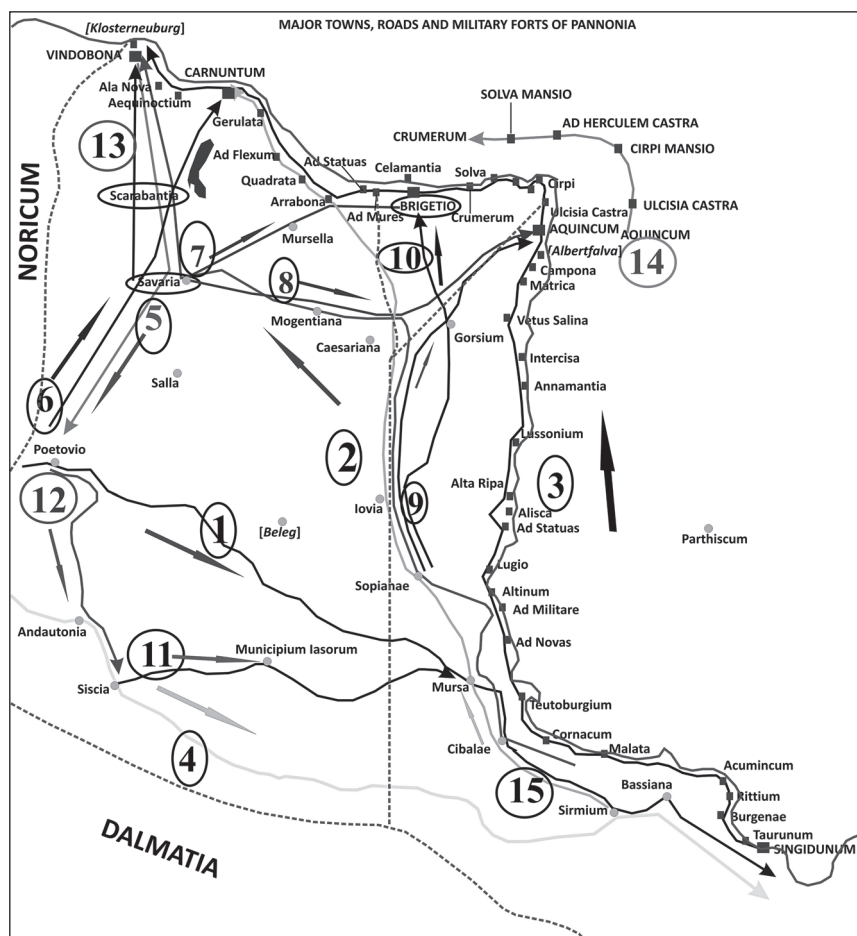 MAJOR TOWNS, ROADS AND MILITARY FORTS OF PANNONIA
[Klosterneuburg]
VINDOBONA
CARNUNTUM
Ala Nova
Aequinoctium
Gerulata
SOLVA MANSIO
AD HERCULEM CASTRA
CRUMERUM
CIRPI MANSIO
13
NORICUM
Ad Flexum
Ad Statuas
Celamantia
Solva
Cirpi
Quadrata
Scarabantia
Arrabona
Ad Mures
BRIGETIO
Crumerum
Ulcisia Castra
ULCISIA CASTRA
Mursella
AQUINCUM
AQUINCUM
7
10
[Albertfalva]
14
Savaria
8
Campona
Matrica
5
Mogentiana
Vetus Salina
Gorsium
Caesariana
Intercisa
Salla
Annamantia
6
Lussonium
Poetovio
2
Alta Ripa
3
12
Iovia
9
Alisca
1
[Beleg]
Ad Statuas
Parthiscum
Lugio
Sopianae
Altinum
Ad Militare
Andautonia
Ad Novas
11
Municipium Iasorum
Siscia
Mursa
Teutoburgium
Cornacum
4
Cibalae
Malata
Acumincum
15
Bassiana
Rittium
Sirmium
Burgenae
DALMATIA
Taurunum
SINGIDUNUM